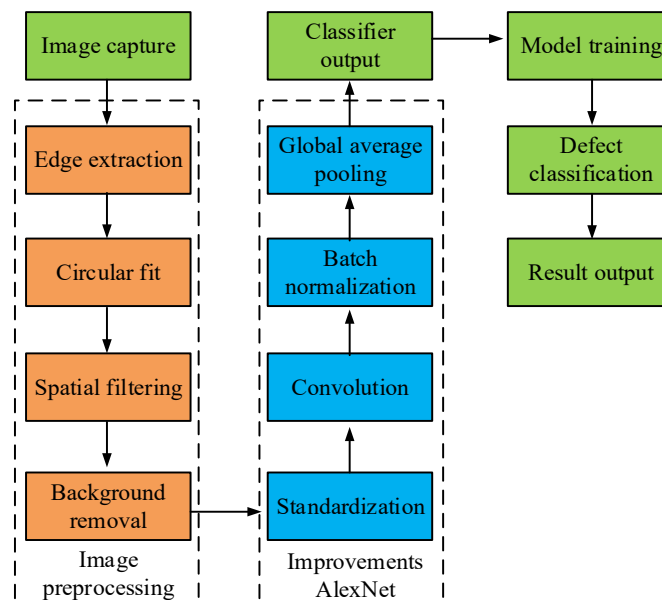 Image capture
Edge extraction
Circular fit
Spatial filtering
Background
removal
Image
preprocessing
Classifier
output
Global average
pooling
Batch
normalization
Convolution
Standardization
Improvements
AlexNet
Model training
Defect
classification
Result output